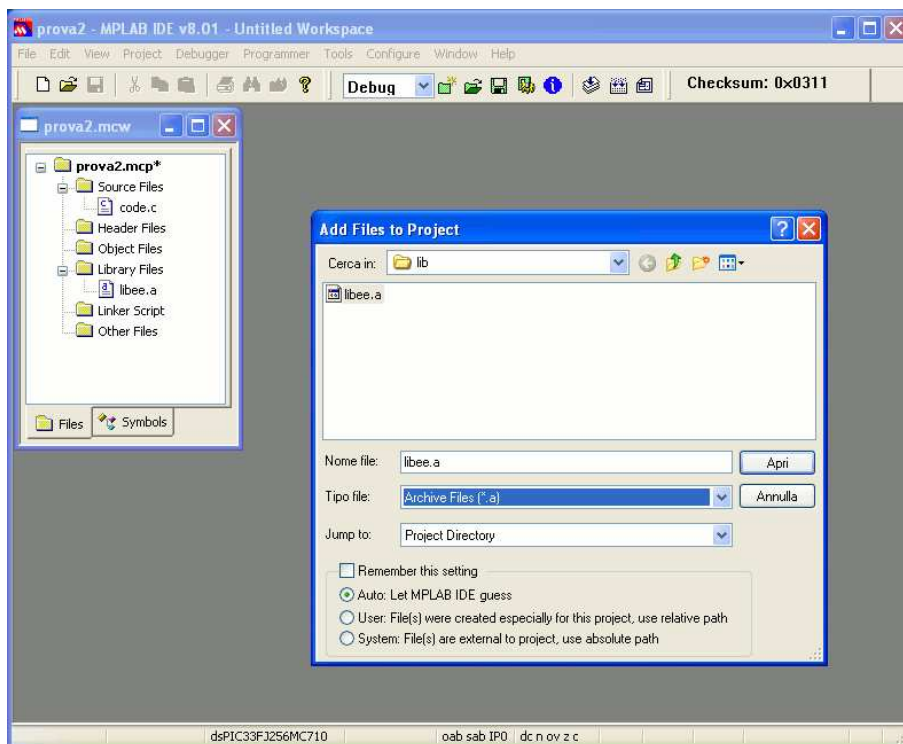 prova2 - MPLAB IDE v8.01 - Untitled Workspace
File Edit View Project Debugger Programmer Tools Configure Window Help
Debug
Checksum: 0x0311
prova2.mcw
prova2.mcp*
Source Files
code.c
Header Files
Object Files
Library Files
libee.a
Linker Script
Other Files
Files Symbols
Add Files to Project
Cerca in: lib
libee.a
Nome file: libee.a Apri
Tipo file: Archive Files (*.a) Annulla
Jump to: Project Directory
Remember this setting
Auto: Let MPLAB IDE guess
User: File(s) were created especially for this project, use relative path
System: File(s) are external to project, use absolute path
dsPIC33FJ256MC710 oab sab IP0 dc n ov z c